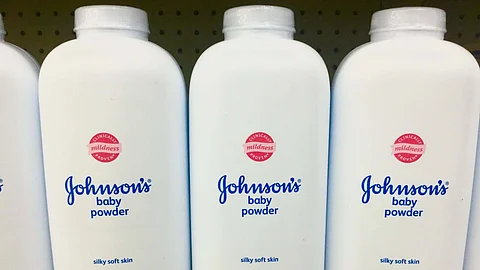 CLINICALLY
mildness
PROVEN
Johnson's®
baby
powder
silky soft skin
CLINICALLY
mildness
PROVEN
Johnson's®
baby
powder
silky soft skin
CLINICALLY
mildness
PROVEN
Johnson's®
baby
powder
silky soft skin